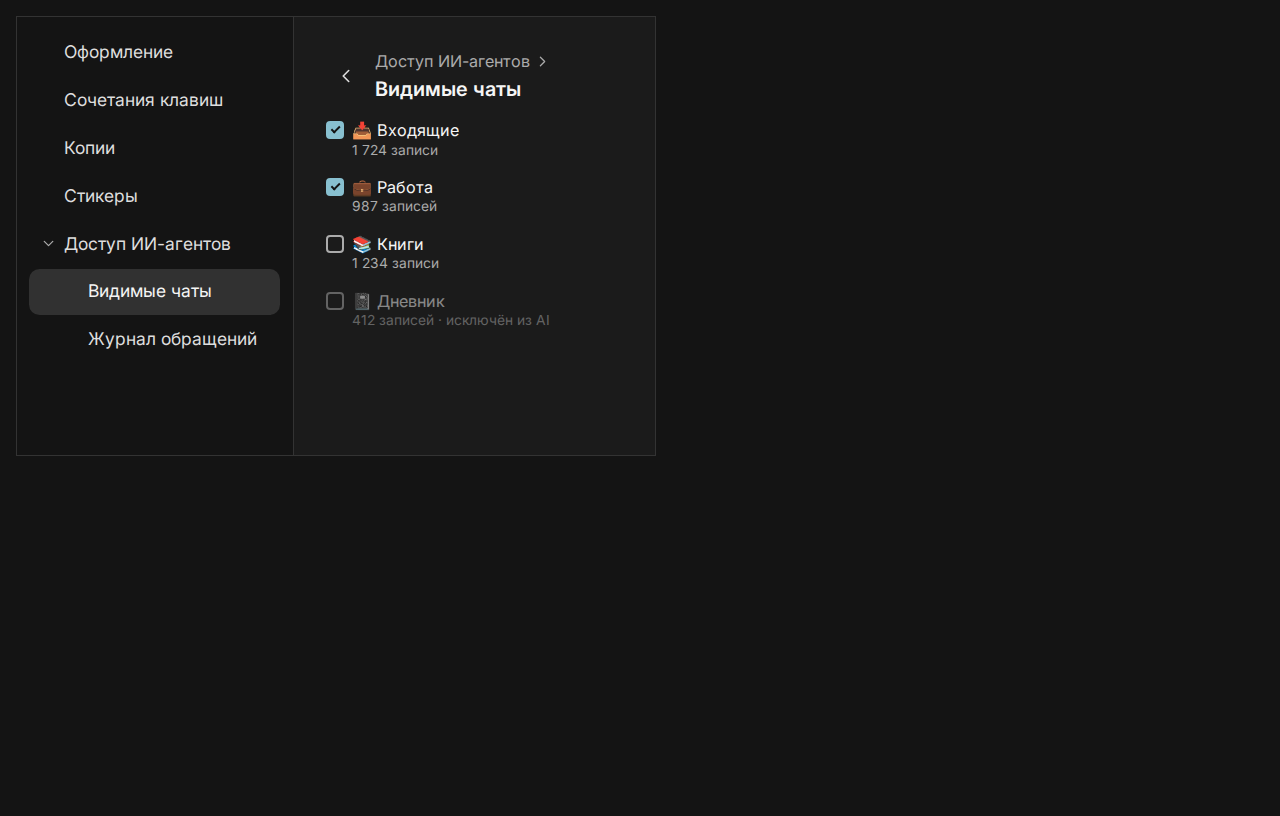 Оформление
Сочетания клавиш
Копии
Стикеры
Доступ ИИ-агентов
Видимые чаты
Журнал обращений
Доступ ИИ-агентов
Видимые чаты
Входящие
1 724 записи
Работа
987 записей
Книги
1 234 записи
Дневник
412 записей · исключён из AI